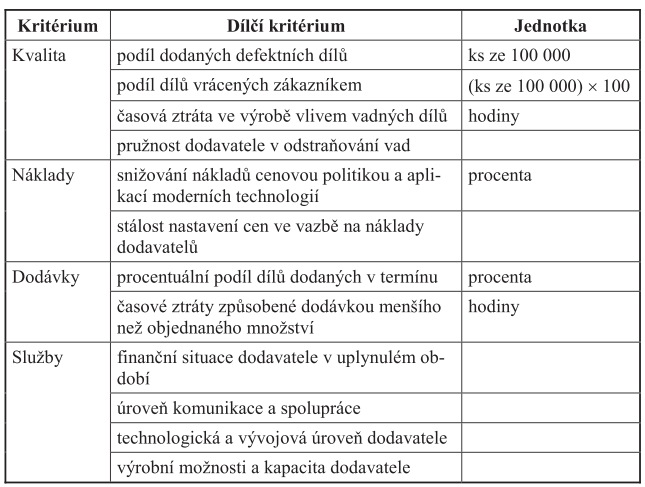 Kritérium Dílčí kritérium Jednotka
Kvalita podíl dodaných defektních dílů ks ze 100 000
podíl dílů vrácených zákazníkem (ks ze 100 000) × 100
časová ztráta ve výrobě vlivem vadných dílů hodiny
pružnost dodavatele v odstraňování vad
Náklady snižování nákladů cenovou politikou a apli- procenta
kací moderních technologií
stálost nastavení cen ve vazbě na náklady
dodavatelů
Dodávky procentuální podíl dílů dodaných v termínu procenta
časové ztráty způsobené dodávkou menšího hodiny
než objednaného množství
Služby finanční situace dodavatele v uplynulém ob-
dobí
úroveň komunikace a spolupráce
technologická a vývojová úroveň dodavatele
výrobní možnosti a kapacita dodavatele